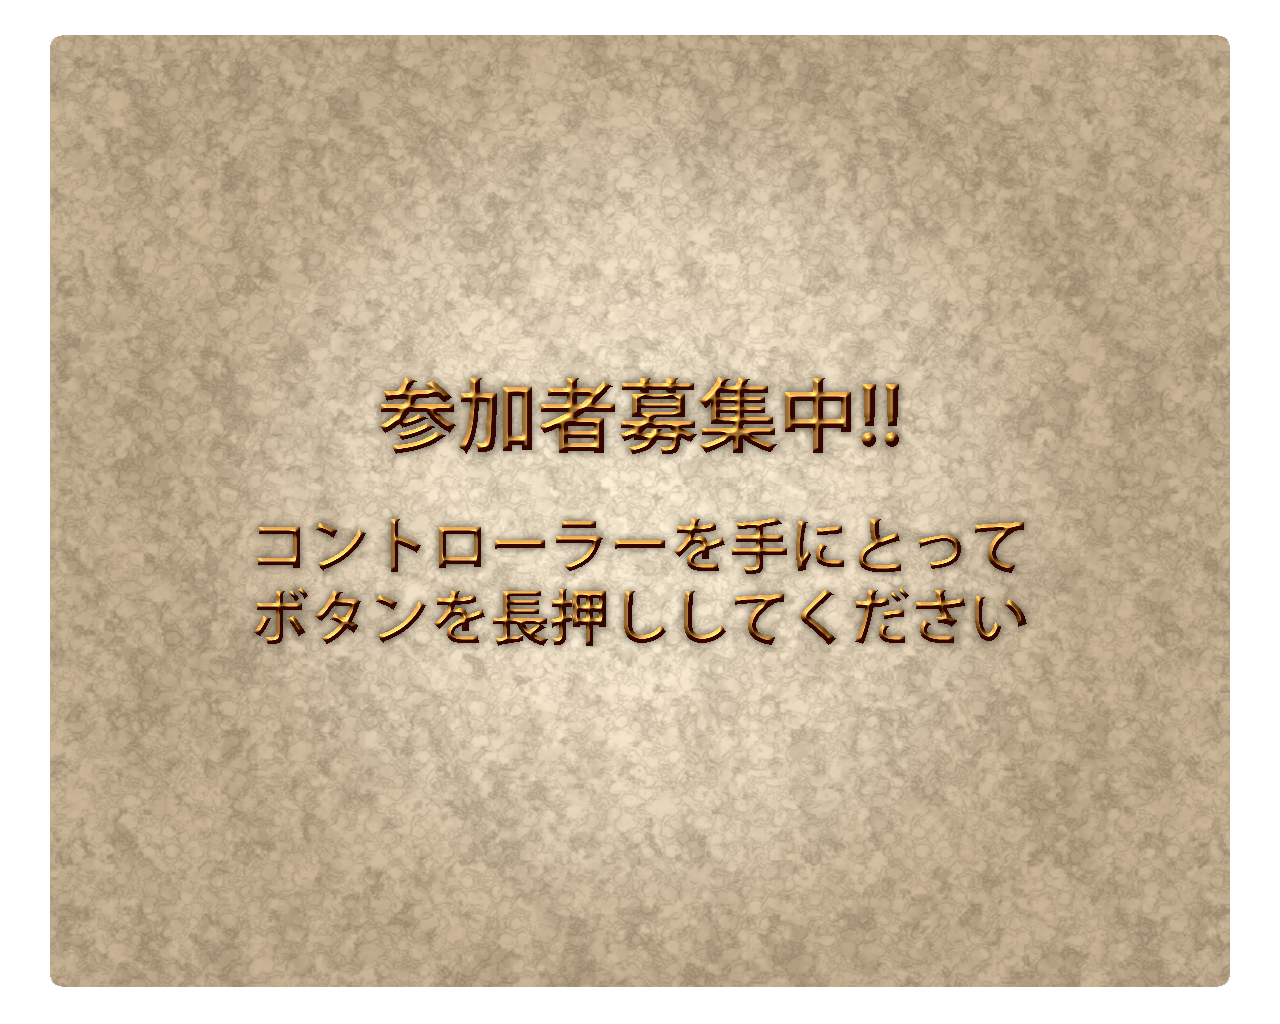 参加者募集中!!
コントローラーを手にとって
ボタンを長押ししてください